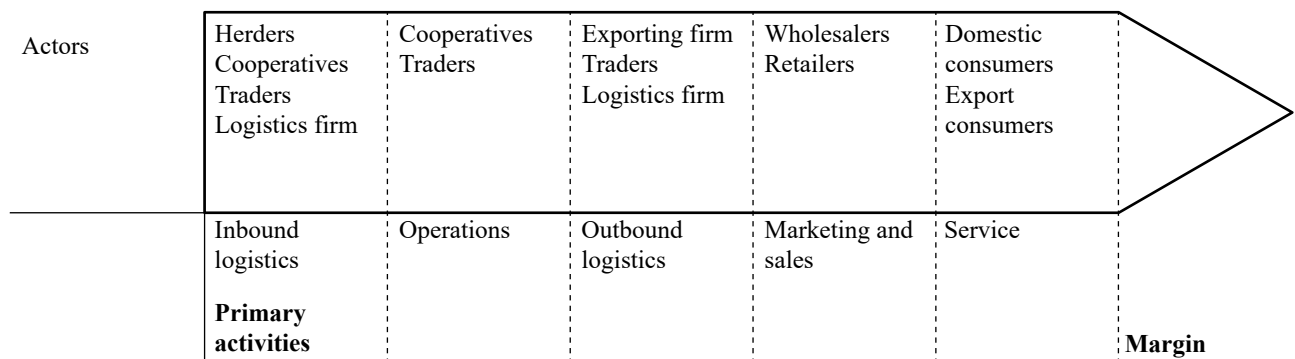 Actors
Herders
Cooperatives
Traders
Logistics firm
Cooperatives
Traders
Exporting firm
Traders
Logistics firm
Wholesalers
Retailers
Domestic
consumers
Export
consumers
Inbound
logistics
Operations
Outbound
logistics
Marketing and
sales
Service
Primary
activities
Margin